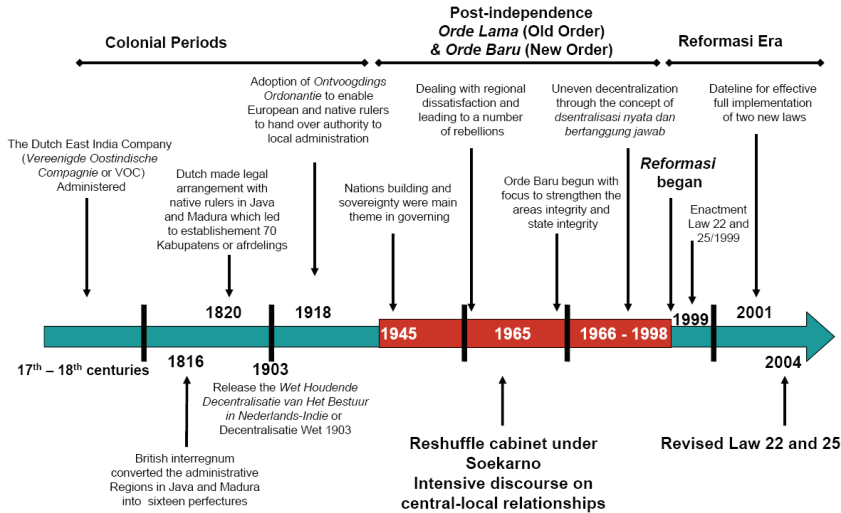 Colonial Periods
Post-independence
Orde Lama (Old Order)
& Orde Baru (New Order)
Reformasi Era
The Dutch East India Company
(Vereenigde Oostindische
Compagnie or VOC)
Administered
Dutch made legal
arrangement with
native rulers in Java
and Madura which led
to establishement 70
Kabupatens or afrdelings
Adoption of Ontvoogdings
Ordonantie to enable
European and native rulers
to hand over authority to
local administration
Nations building and
sovereignty were main
theme in governing
Dealing with regional
dissatisfaction and
leading to a number
of rebellions
Orde Baru begun with
focus to strengthen the
areas integrity and
state integrity
Uneven decentralization
through the concept of
dsentralisasi nyata dan
bertanggung jawab
Reformasi
began
Enactment
Law 22 and
25/1999
Dateline for effective
full implementation
of two new laws
17th – 18th centuries
1816
1820
1903
1918
1945
1965
1966 - 1998
1999
2001
2004
British interregnum
converted the administrative
Regions in Java and Madura
into sixteen perfectures
Release the Wet Houdende
Decentralisatie van Het Bestuur
in Nederlands-Indie or
Decentralisatie Wet 1903
Reshuffle cabinet under
Soekarno
Intensive discourse on
central-local relationships
Revised Law 22 and 25